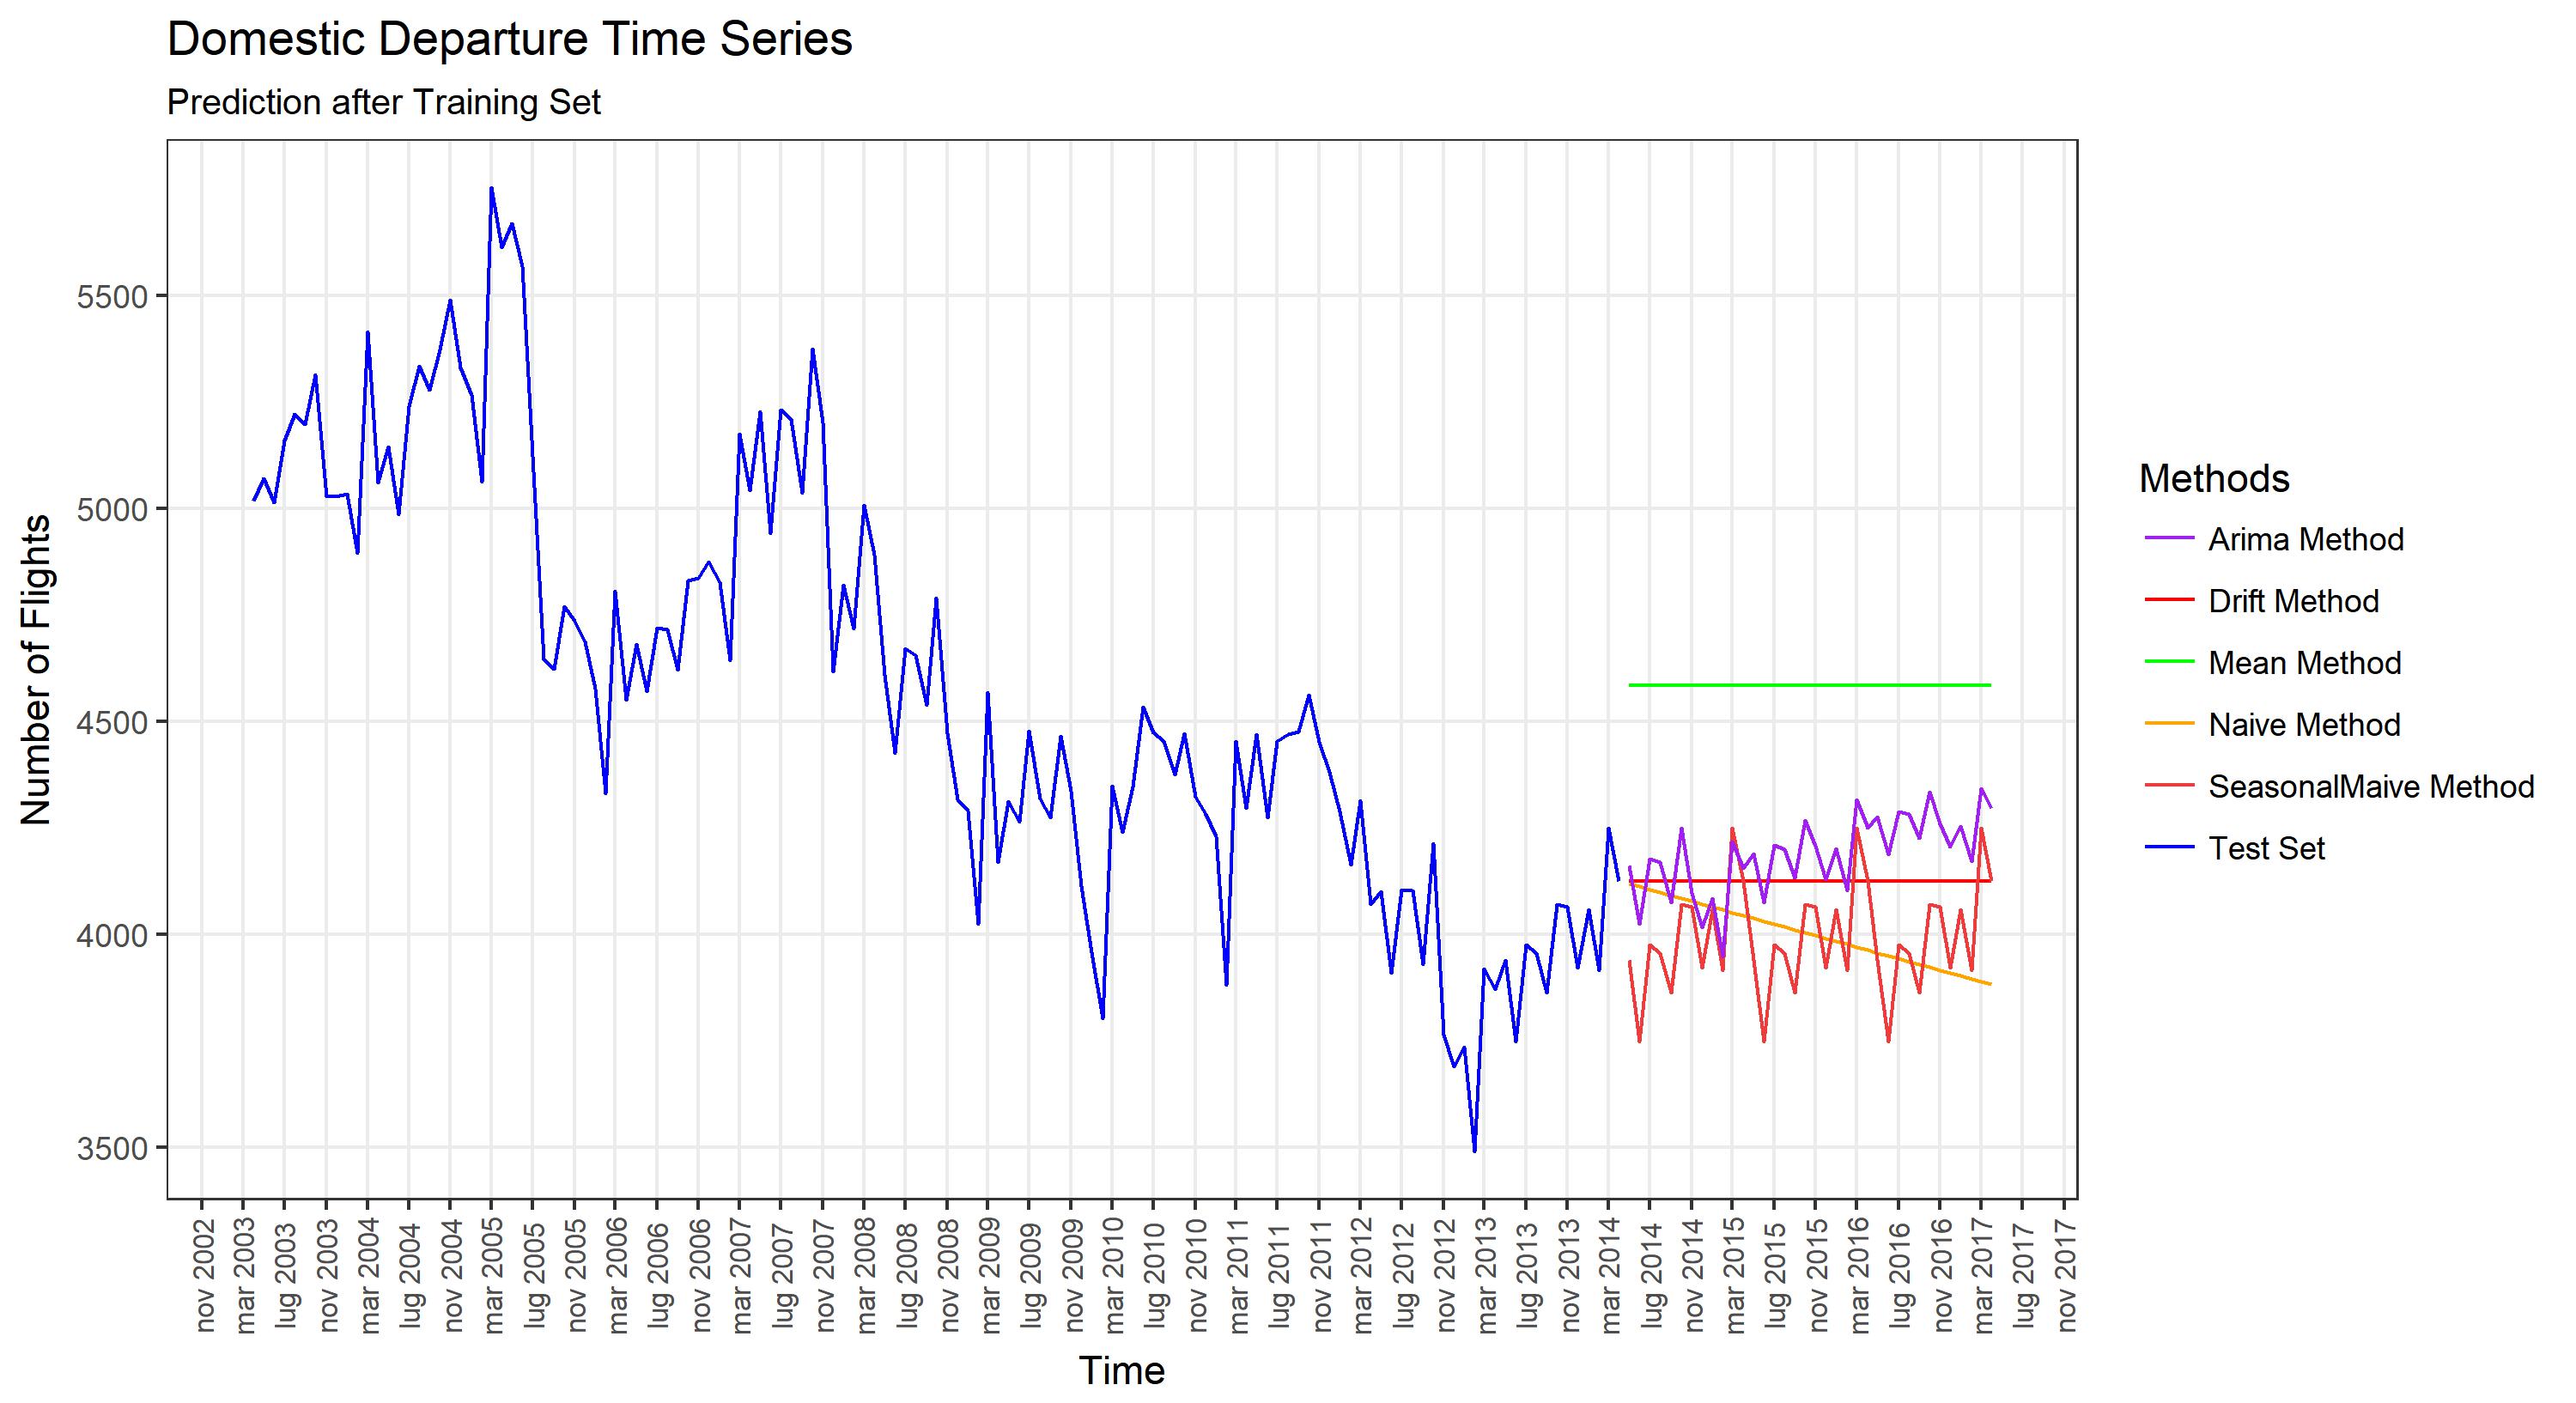 Domestic Departure Time Series
Prediction after Training Set
Number of Flights
5500
5000
4500
4000
3500
nov 2002
mar 2003
lug 2003
nov 2003
mar 2004
lug 2004
nov 2004
mar 2005
lug 2005
nov 2005
mar 2006
lug 2006
nov 2006
mar 2007
lug 2007
nov 2007
mar 2008
lug 2008
nov 2008
mar 2009
lug 2009
nov 2009
mar 2010
lug 2010
nov 2010
mar 2011
lug 2011
nov 2011
mar 2012
lug 2012
nov 2012
mar 2013
lug 2013
nov 2013
mar 2014
lug 2014
nov 2014
mar 2015
lug 2015
nov 2015
mar 2016
lug 2016
nov 2016
mar 2017
lug 2017
nov 2017
Time
Methods
Arima Method
Drift Method
Mean Method
Naive Method
SeasonalMaive Method
Test Set